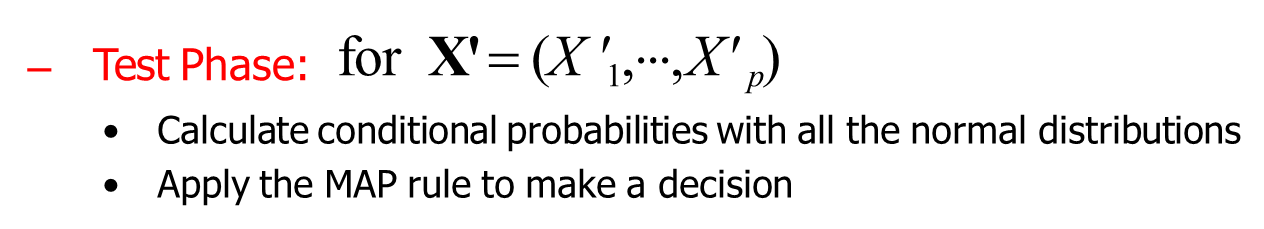 – Test Phase: for X' = (X'₁,···,X'ₚ)
• Calculate conditional probabilities with all the normal distributions
• Apply the MAP rule to make a decision